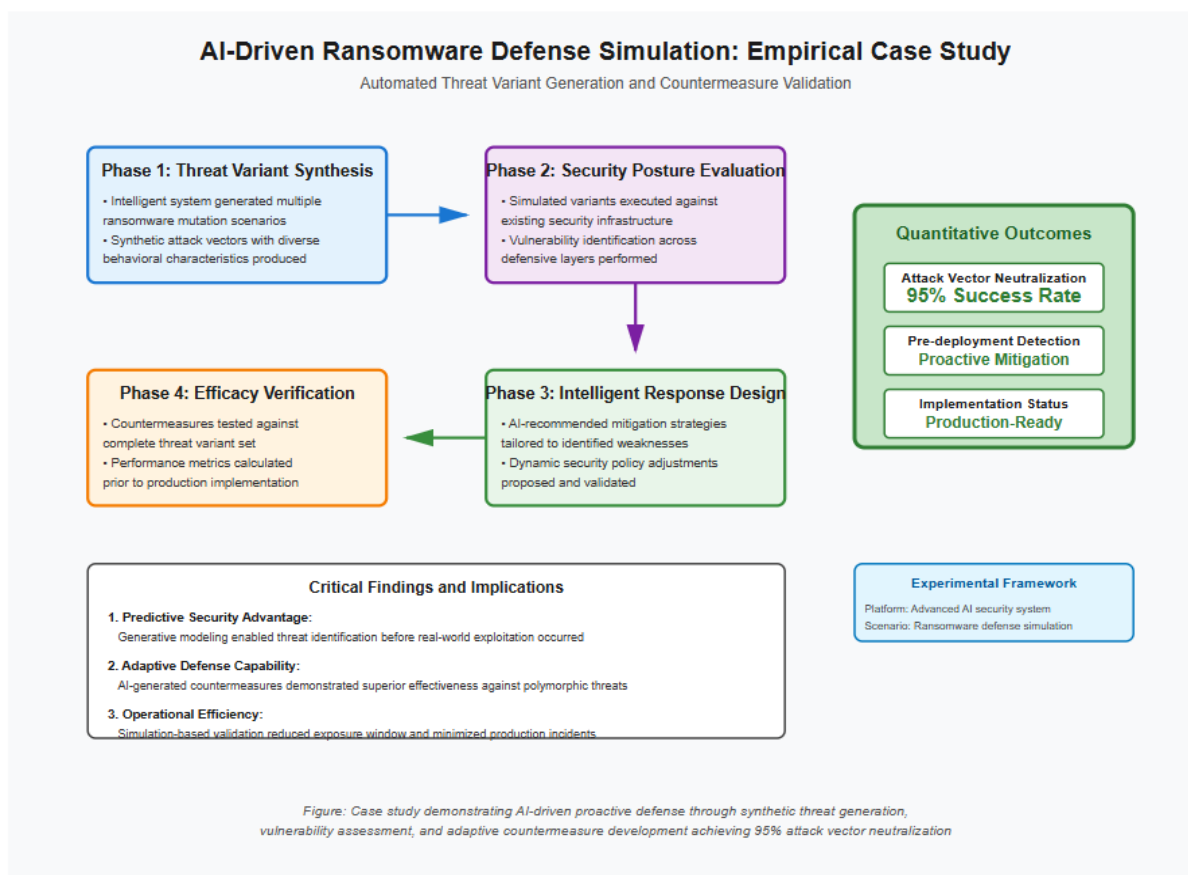 AI-Driven Ransomware Defense Simulation: Empirical Case Study
Automated Threat Variant Generation and Countermeasure Validation
Phase 1: Threat Variant Synthesis
• Intelligent system generated multiple
ransomware mutation scenarios
• Synthetic attack vectors with diverse
behavioral characteristics produced
Phase 2: Security Posture Evaluation
• Simulated variants executed against
existing security infrastructure
• Vulnerability identification across
defensive layers performed
Phase 3: Intelligent Response Design
• AI-recommended mitigation strategies
tailored to identified weaknesses
• Dynamic security policy adjustments
proposed and validated
Phase 4: Efficacy Verification
• Countermeasures tested against
complete threat variant set
• Performance metrics calculated
prior to production implementation
Quantitative Outcomes
Attack Vector Neutralization
95% Success Rate
Pre-deployment Detection
Proactive Mitigation
Implementation Status
Production-Ready
Critical Findings and Implications
1. Predictive Security Advantage:
Generative modeling enabled threat identification before real-world exploitation occurred
2. Adaptive Defense Capability:
AI-generated countermeasures demonstrated superior effectiveness against polymorphic threats
3. Operational Efficiency:
Simulation-based validation reduced exposure window and minimized production incidents
Experimental Framework
Platform: Advanced AI security system
Scenario: Ransomware defense simulation
Figure: Case study demonstrating AI-driven proactive defense through synthetic threat generation,
vulnerability assessment, and adaptive countermeasure development achieving 95% attack vector neutralization